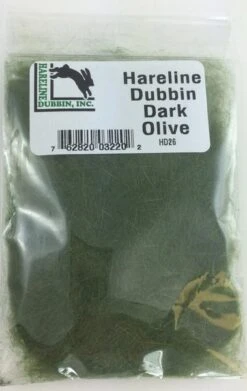 HARELINE
DUBBIN, INC.
Hareline
Dubbin
Dark
Olive
HD26
7 62820 03220 2